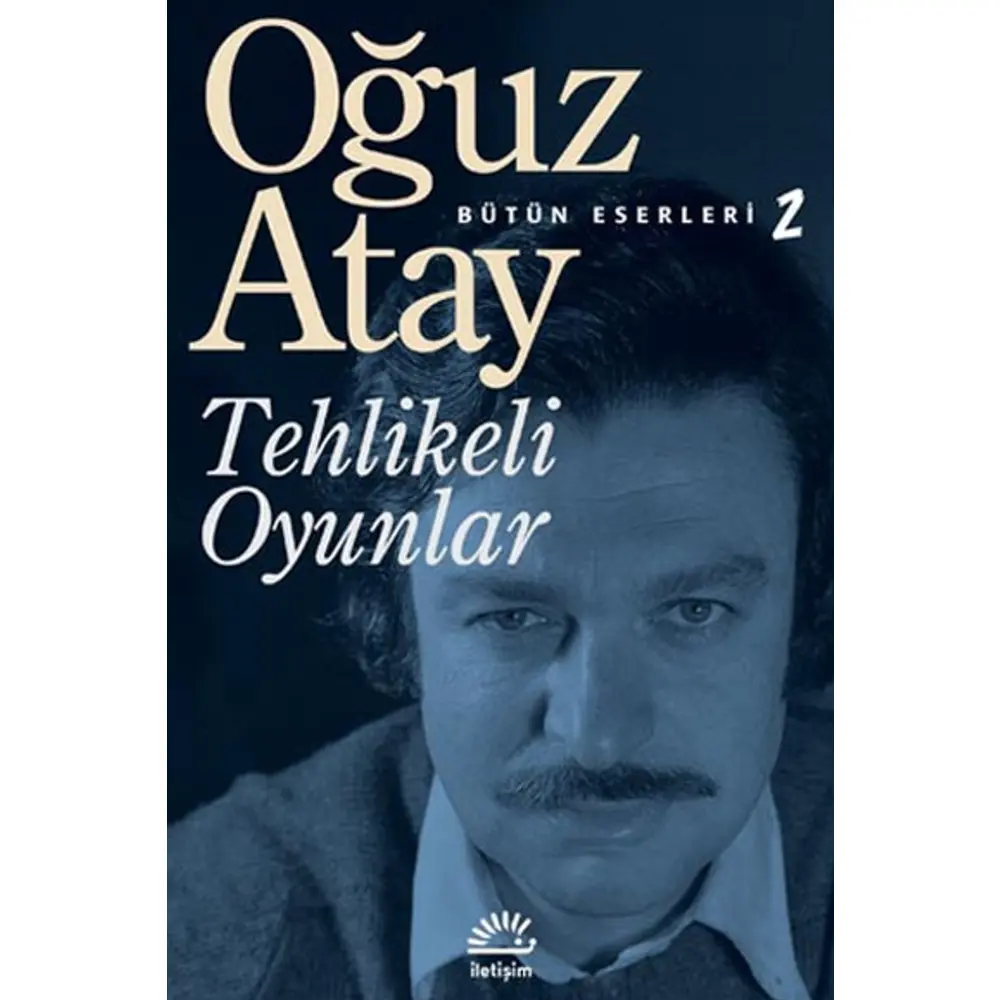 Oğuz
Atay
BÜTÜN ESERLERİ 2
Tehlikeli
Oyunlar
iletişim